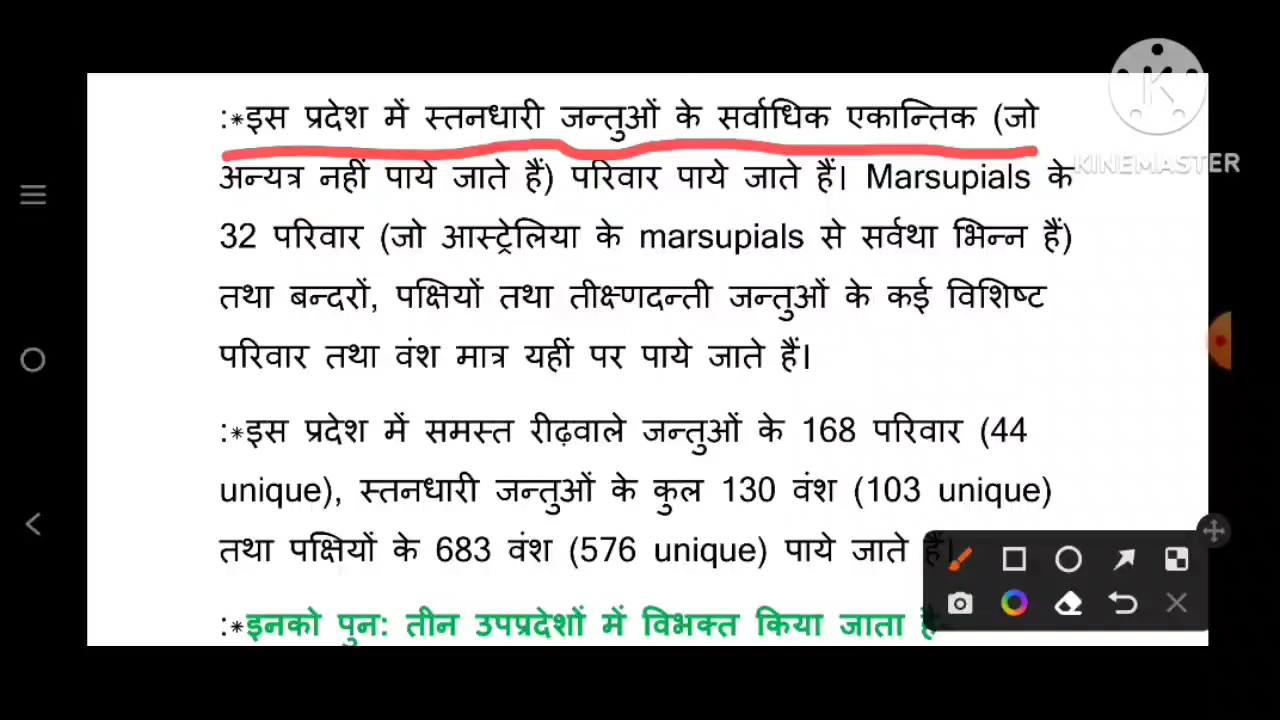 :*इस प्रदेश में स्तनधारी जन्तुओं के सर्वाधिक एकान्तिक (जो
अन्यत्र नहीं पाये जाते हैं) परिवार पाये जाते हैं। Marsupials के
32 परिवार (जो आस्ट्रेलिया के marsupials से सर्वथा भिन्न हैं)
तथा बन्दरों, पक्षियों तथा तीक्ष्णदन्ती जन्तुओं के कई विशिष्ट
परिवार तथा वंश मात्र यहीं पर पाये जाते हैं।
:*इस प्रदेश में समस्त रीढ़वाले जन्तुओं के 168 परिवार (44
unique), स्तनधारी जन्तुओं के कुल 130 वंश (103 unique)
तथा पक्षियों के 683 वंश (576 unique) पाये जाते हैं।
:*इनको पुन: तीन उपप्रदेशों में विभक्त किया जाता है-
K
KINEMASTER